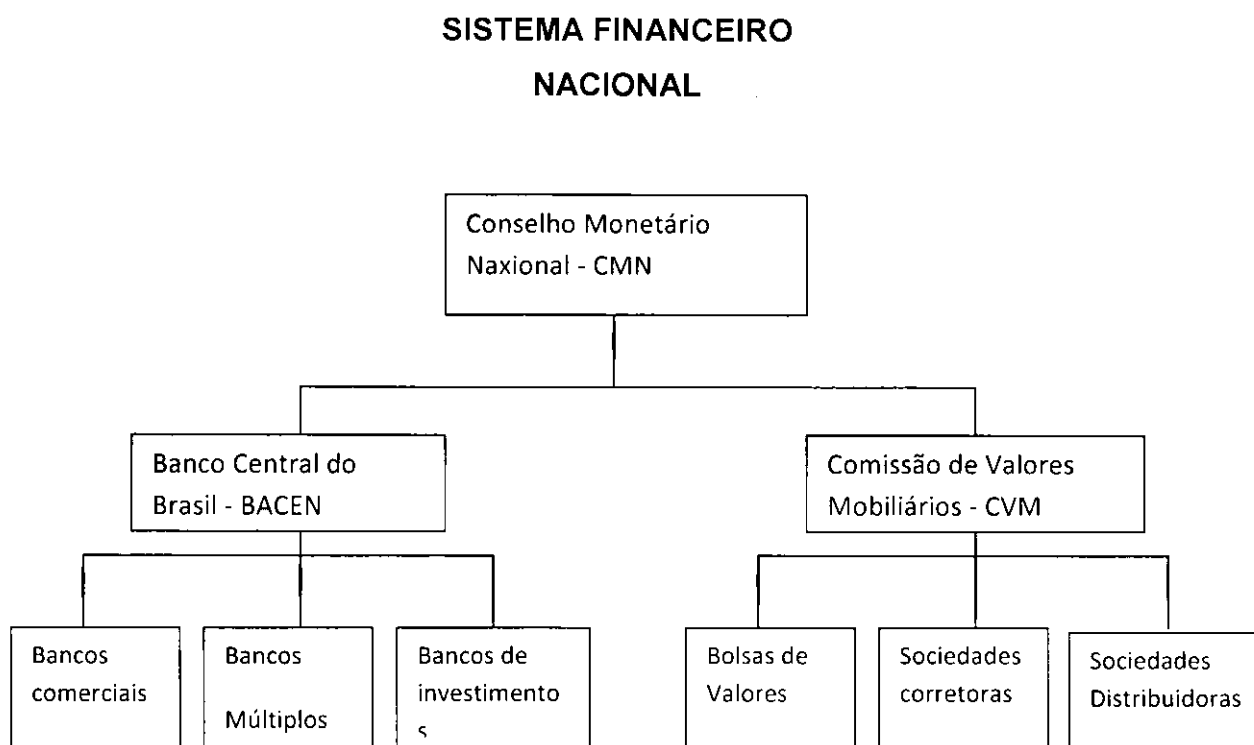 SISTEMA FINANCEIRO
NACIONAL
Conselho Monetário
Naxional - CMN
Banco Central do
Brasil - BACEN
Comissão de Valores
Mobiliários - CVM
Bancos
comerciais
Bancos
Múltiplos
Bancos de
investimento
s
Bolsas de
Valores
Sociedades
corretoras
Sociedades
Distribuidoras